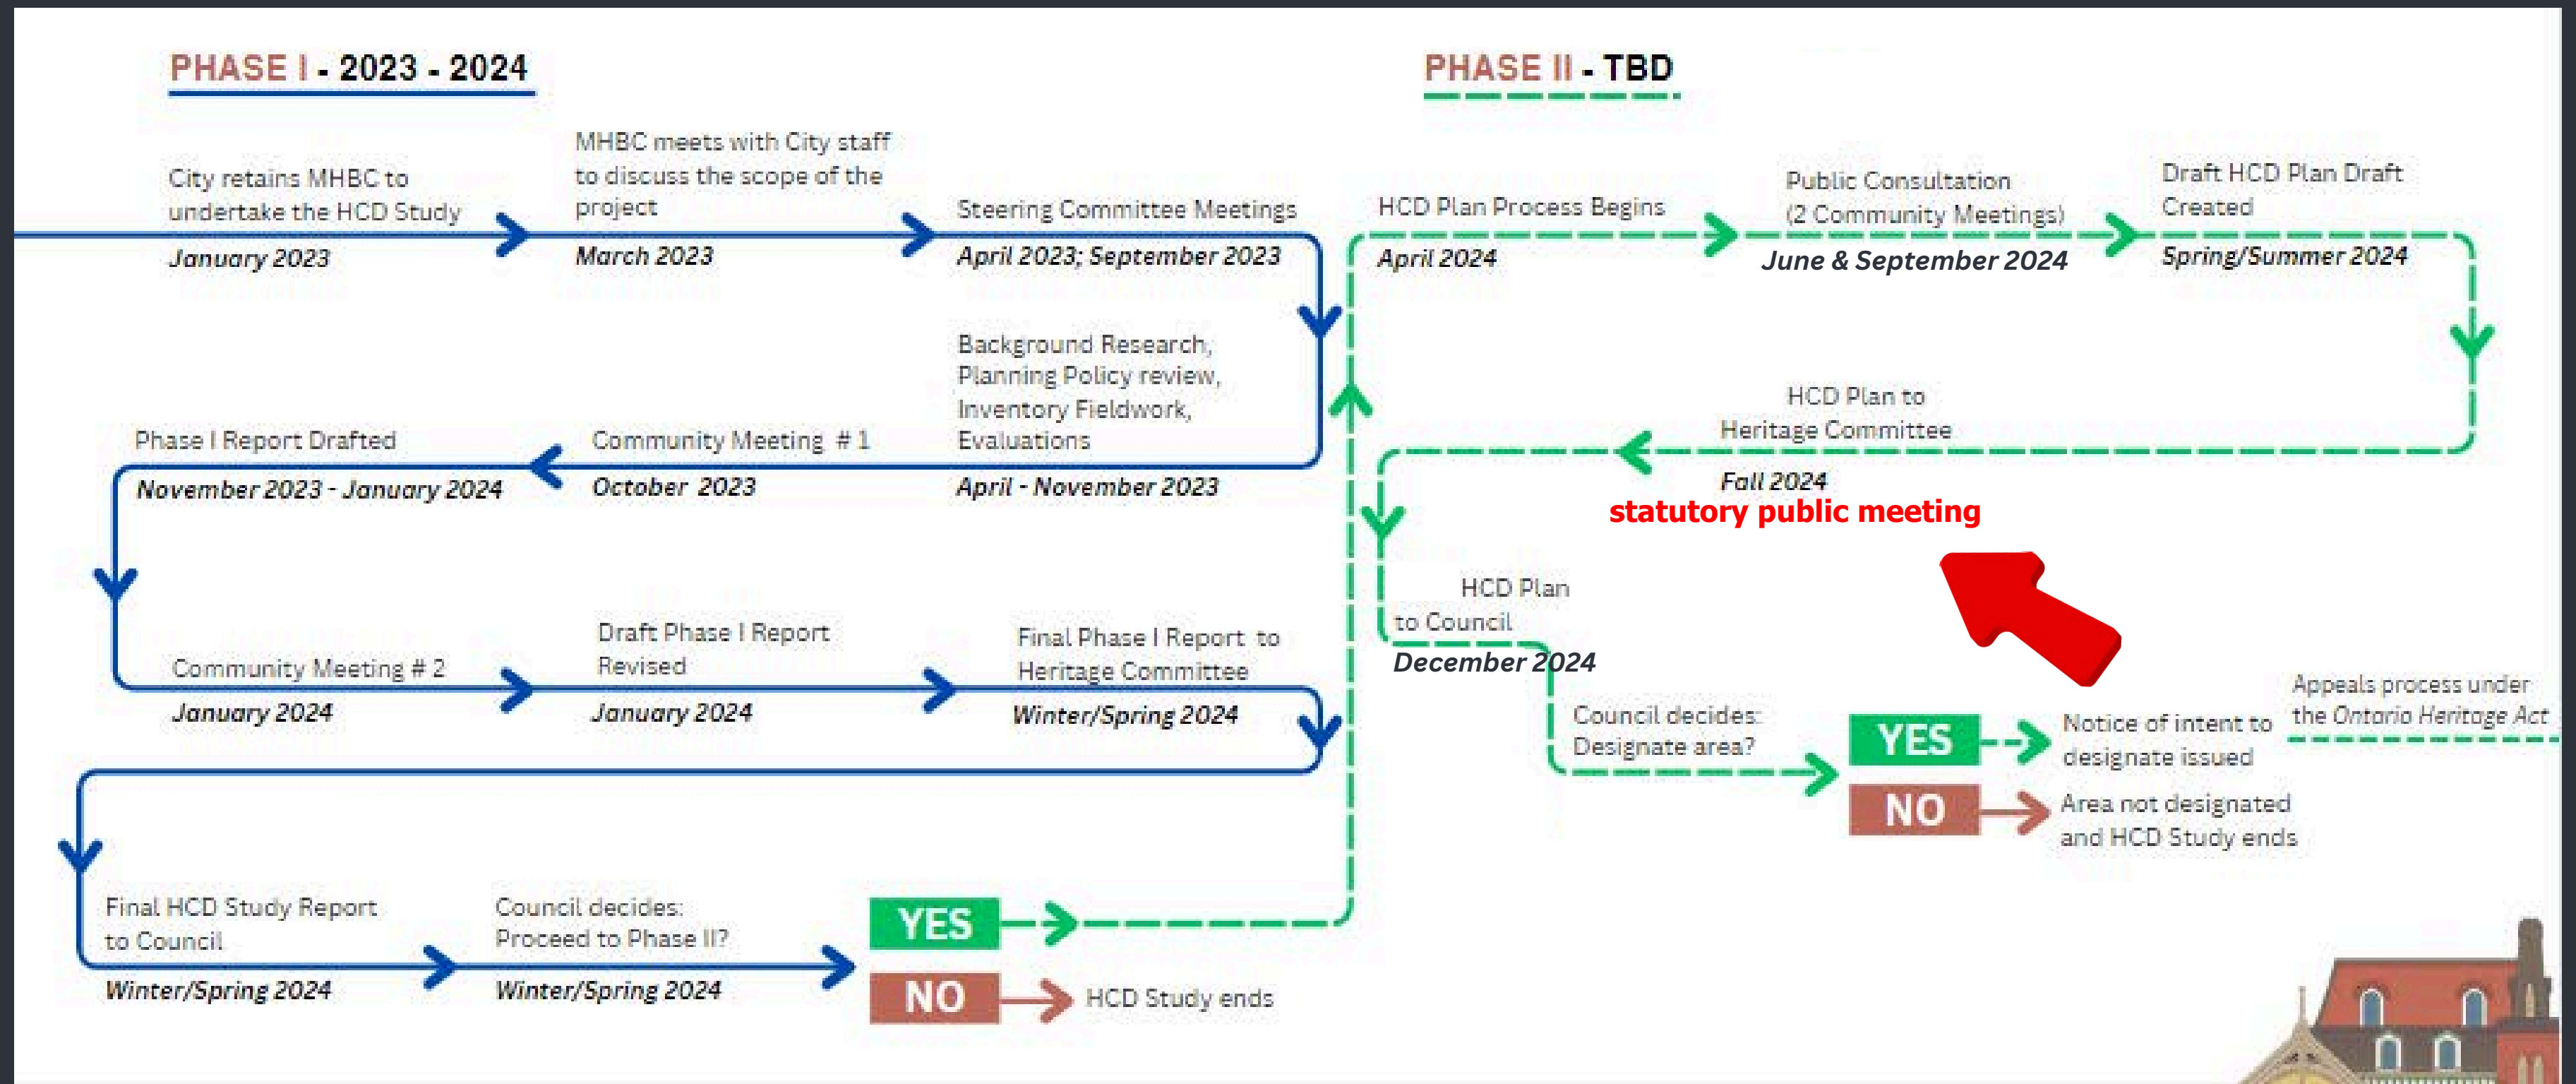 PHASE I - 2023 - 2024
City retains MHBC to
undertake the HCD Study
January 2023
MHBC meets with City staff
to discuss the scope of the
project
March 2023
Steering Committee Meetings
April 2023; September 2023
Background Research,
Planning Policy review,
Inventory Fieldwork,
Evaluations
April - November 2023
Community Meeting # 1
October 2023
Phase I Report Drafted
November 2023 - January 2024
Community Meeting # 2
January 2024
Draft Phase I Report
Revised
January 2024
Final Phase I Report to
Heritage Committee
Winter/Spring 2024
Final HCD Study Report
to Council
Winter/Spring 2024
Council decides:
Proceed to Phase II?
Winter/Spring 2024
YES
NO
HCD Study ends
PHASE II - TBD
HCD Plan Process Begins
April 2024
Public Consultation
(2 Community Meetings)
June & September 2024
Draft HCD Plan Draft
Created
Spring/Summer 2024
HCD Plan to
Heritage Committee
Fall 2024
statutory public meeting
HCD Plan
to Council
December 2024
Council decides:
Designate area?
YES
Notice of intent to
designate issued
Appeals process under
the Ontario Heritage Act
NO
Area not designated
and HCD Study ends